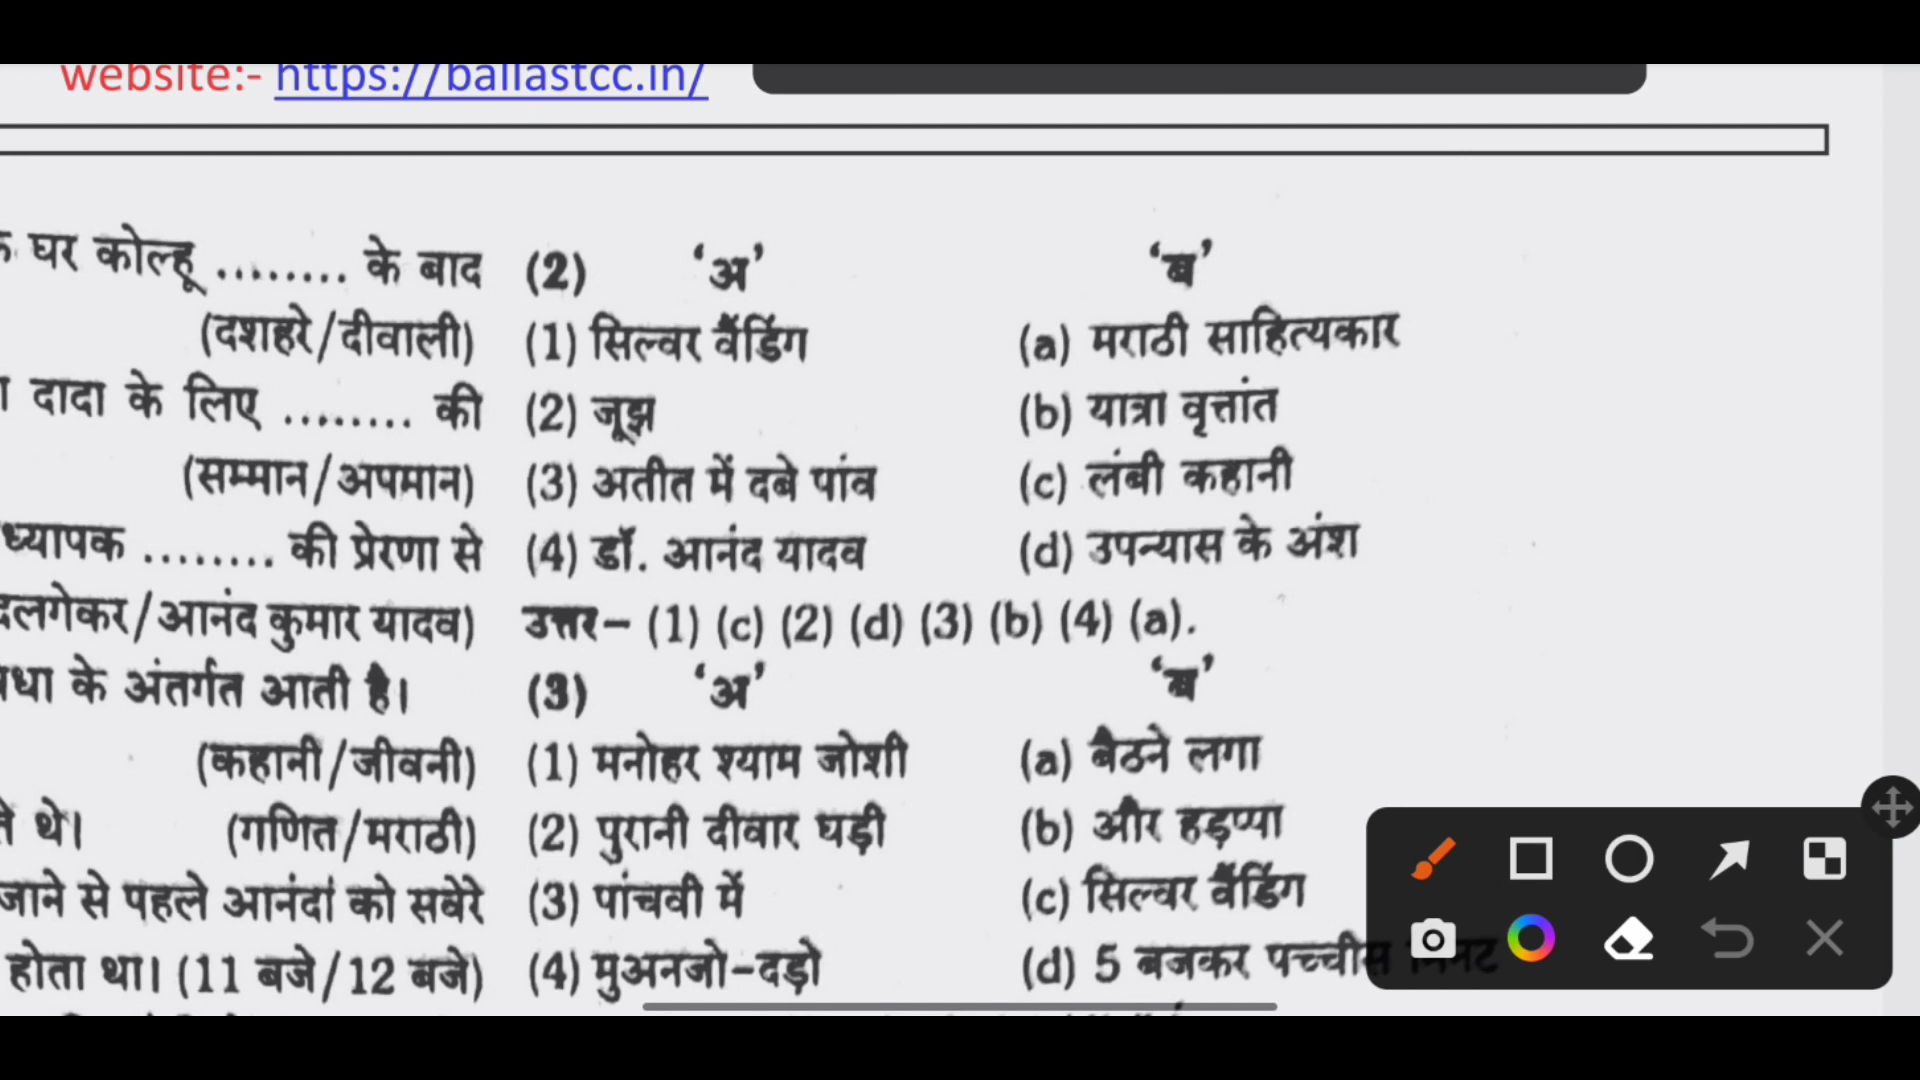 website:- https://ballastcc.in/
घर कोल्हू ........ के बाद
(दशहरे/दीवाली)
दादा के लिए ........ की
(सम्मान/अपमान)
ध्यापक ........ की प्रेरणा से
दलगेकर/आनंद कुमार यादव)
के अंतर्गत आती है।
(कहानी/जीवनी)
ते थे। (गणित/मराठी)
जाने से पहले आनंदा को सवेरे
होता था। (11 बजे/12 बजे)
(2) ‘अ’ ‘ब’
(1) सिल्वर वैंडिंग (a) मराठी साहित्यकार
(2) जूझ (b) यात्रा वृत्तांत
(3) अतीत में दबे पांव (c) लंबी कहानी
(4) डॉ. आनंद यादव (d) उपन्यास के अंश
उत्तर– (1) (c) (2) (d) (3) (b) (4) (a).
(3) ‘अ’ ‘ब’
(1) मनोहर श्याम जोशी (a) बैठने लगा
(2) पुरानी दीवार घड़ी (b) और हड़प्पा
(3) पांचवी में (c) सिल्वर वैंडिंग
(4) मुअनजो-दड़ो (d) 5 बजकर पच्चीस मिनट